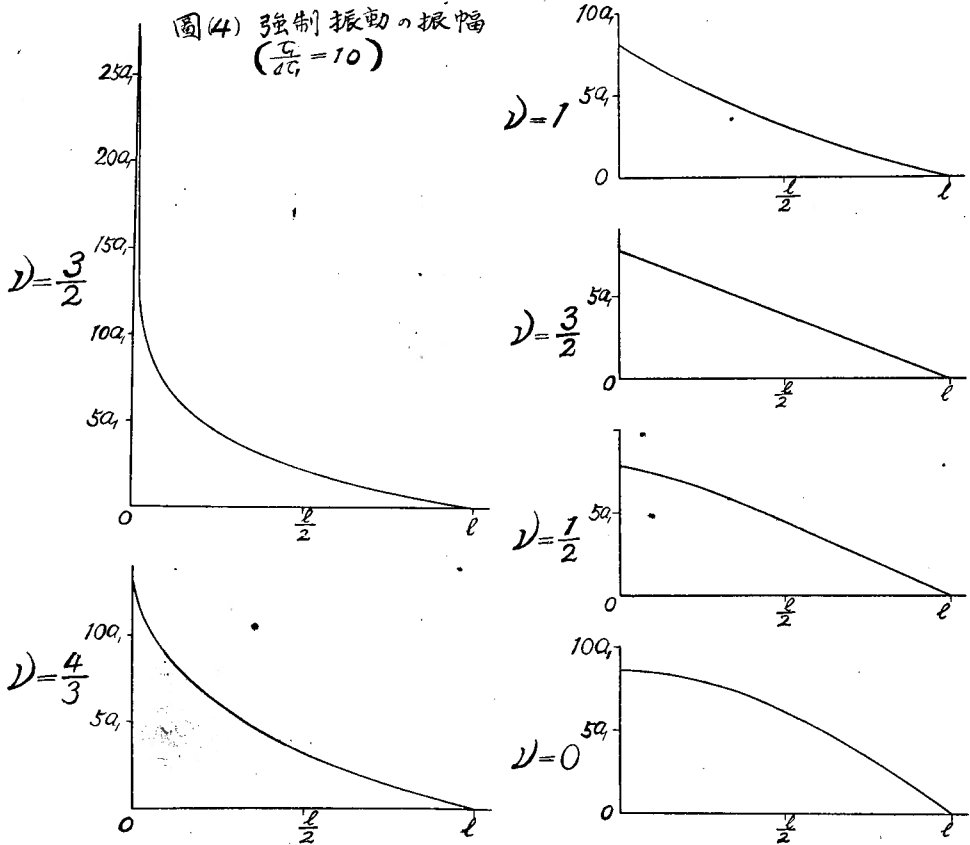 圖(4) 強制振動の振幅
(τ₁/Δτ₁ = 10)
25a₁
20a₁
15a₁
ν=3/2
10a₁
5a₁
0 l/2 l
10a₁
ν=4/3
5a₁
0 l/2 l
10a₁
5a₁
ν=1
0 l/2 l
5a₁
ν=3/2
0 l/2 l
5a₁
ν=1/2
0 l/2 l
10a₁
5a₁
ν=0
0 l/2 l